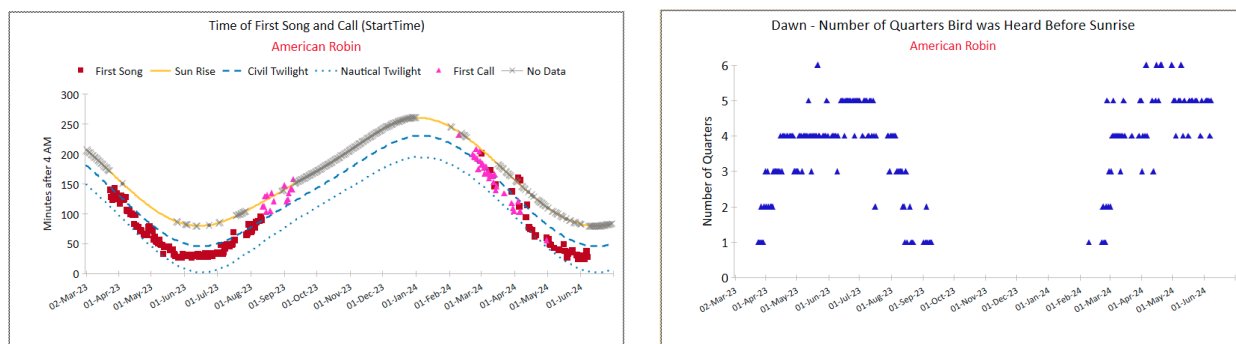 Time of First Song and Call (StartTime)
American Robin
First Song Sun Rise Civil Twilight Nautical Twilight First Call No Data
Minutes after 4 AM
300
250
200
150
100
50
0
02-Mar-23 01-Apr-23 01-May-23 01-Jun-23 01-Jul-23 01-Aug-23 01-Sep-23 01-Oct-23 01-Nov-23 01-Dec-23 01-Jan-24 01-Feb-24 01-Mar-24 01-Apr-24 01-May-24 01-Jun-24
Dawn - Number of Quarters Bird was Heard Before Sunrise
American Robin
Number of Quarters
6
5
4
3
2
1
0
02-Mar-23 01-Apr-23 01-May-23 01-Jun-23 01-Jul-23 01-Aug-23 01-Sep-23 01-Oct-23 01-Nov-23 01-Dec-23 01-Jan-24 01-Feb-24 01-Mar-24 01-Apr-24 01-May-24 01-Jun-24